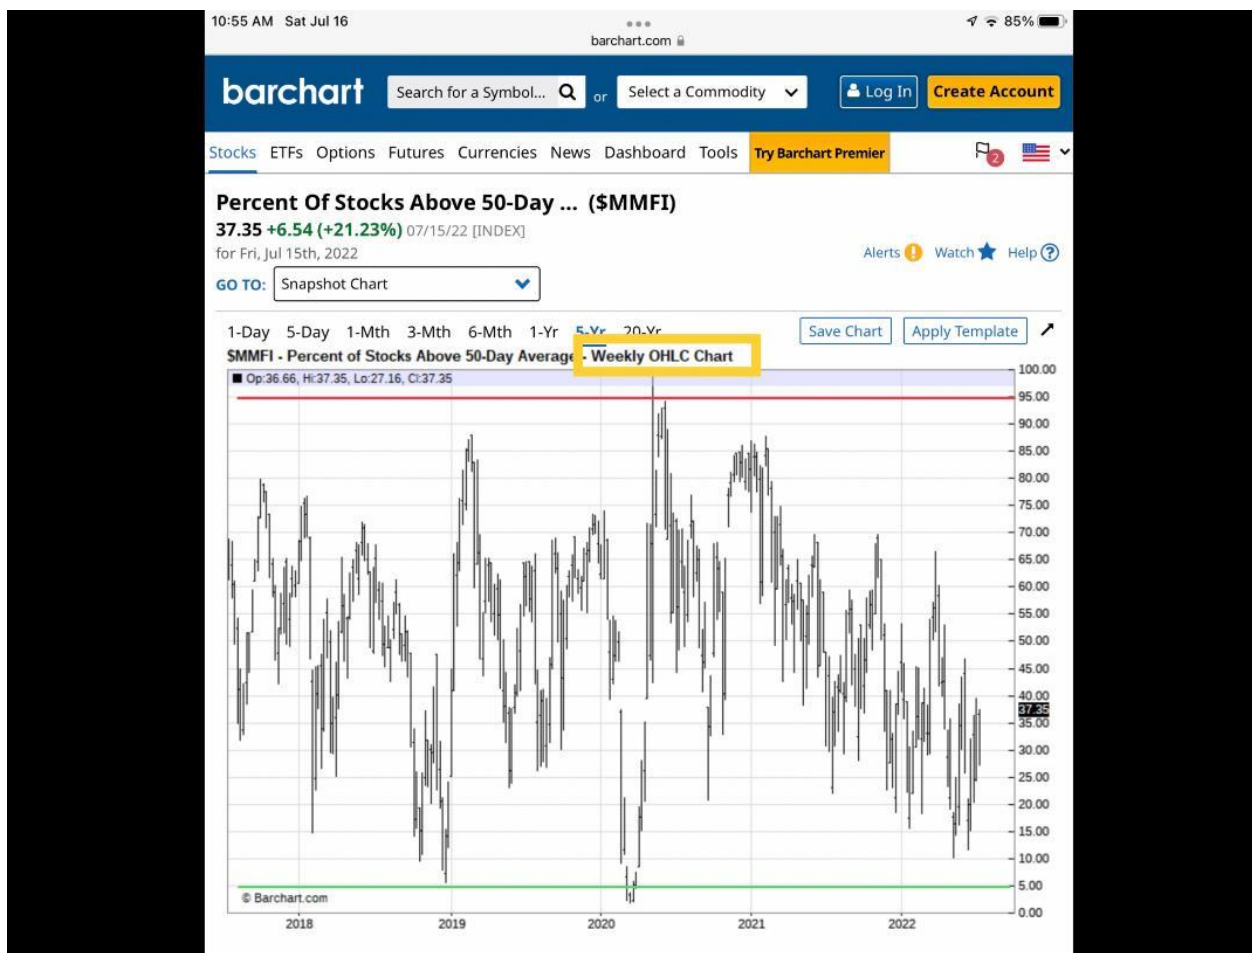 10:55 AM Sat Jul 16
85%
barchart.com
barchart
Search for a Symbol...
or
Select a Commodity
Log In
Create Account
Stocks ETFs Options Futures Currencies News Dashboard Tools Try Barchart Premier
2
Percent Of Stocks Above 50-Day ... ($MMFI)
37.35 +6.54 (+21.23%) 07/15/22 [INDEX]
for Fri, Jul 15th, 2022
Alerts Watch Help
GO TO: Snapshot Chart
1-Day 5-Day 1-Mth 3-Mth 6-Mth 1-Yr 5-Yr 20-Yr
Save Chart
Apply Template
$MMFI - Percent of Stocks Above 50-Day Average - Weekly OHLC Chart
Op:36.66, Hi:37.35, Lo:27.16, Cl:37.35
100.00
95.00
90.00
85.00
80.00
75.00
70.00
65.00
60.00
55.00
50.00
45.00
40.00
37.35
35.00
30.00
25.00
20.00
15.00
10.00
5.00
0.00
© Barchart.com
2018 2019 2020 2021 2022